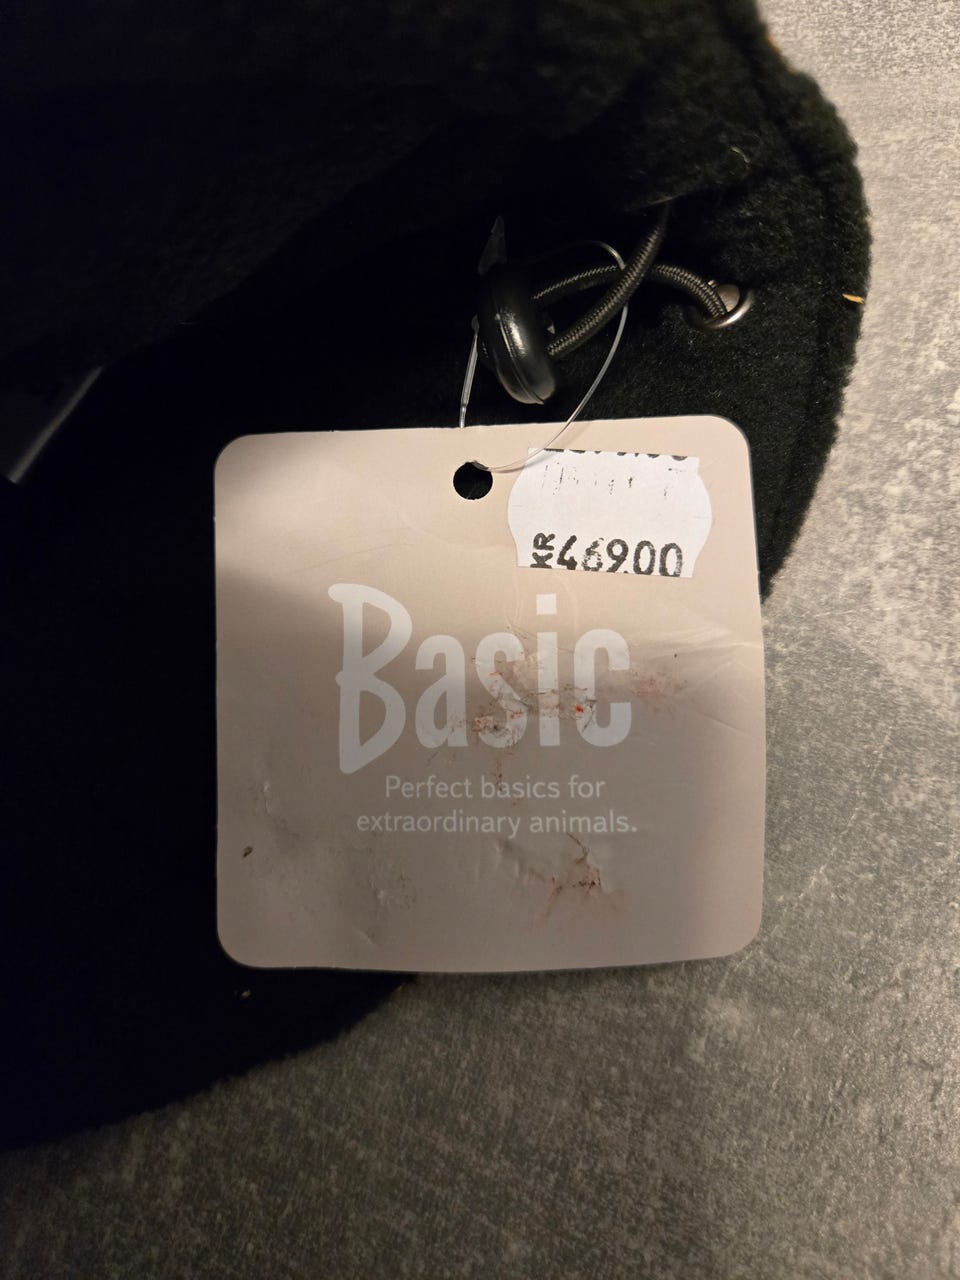 KR 469.00
Basic
Perfect basics for
extraordinary animals.